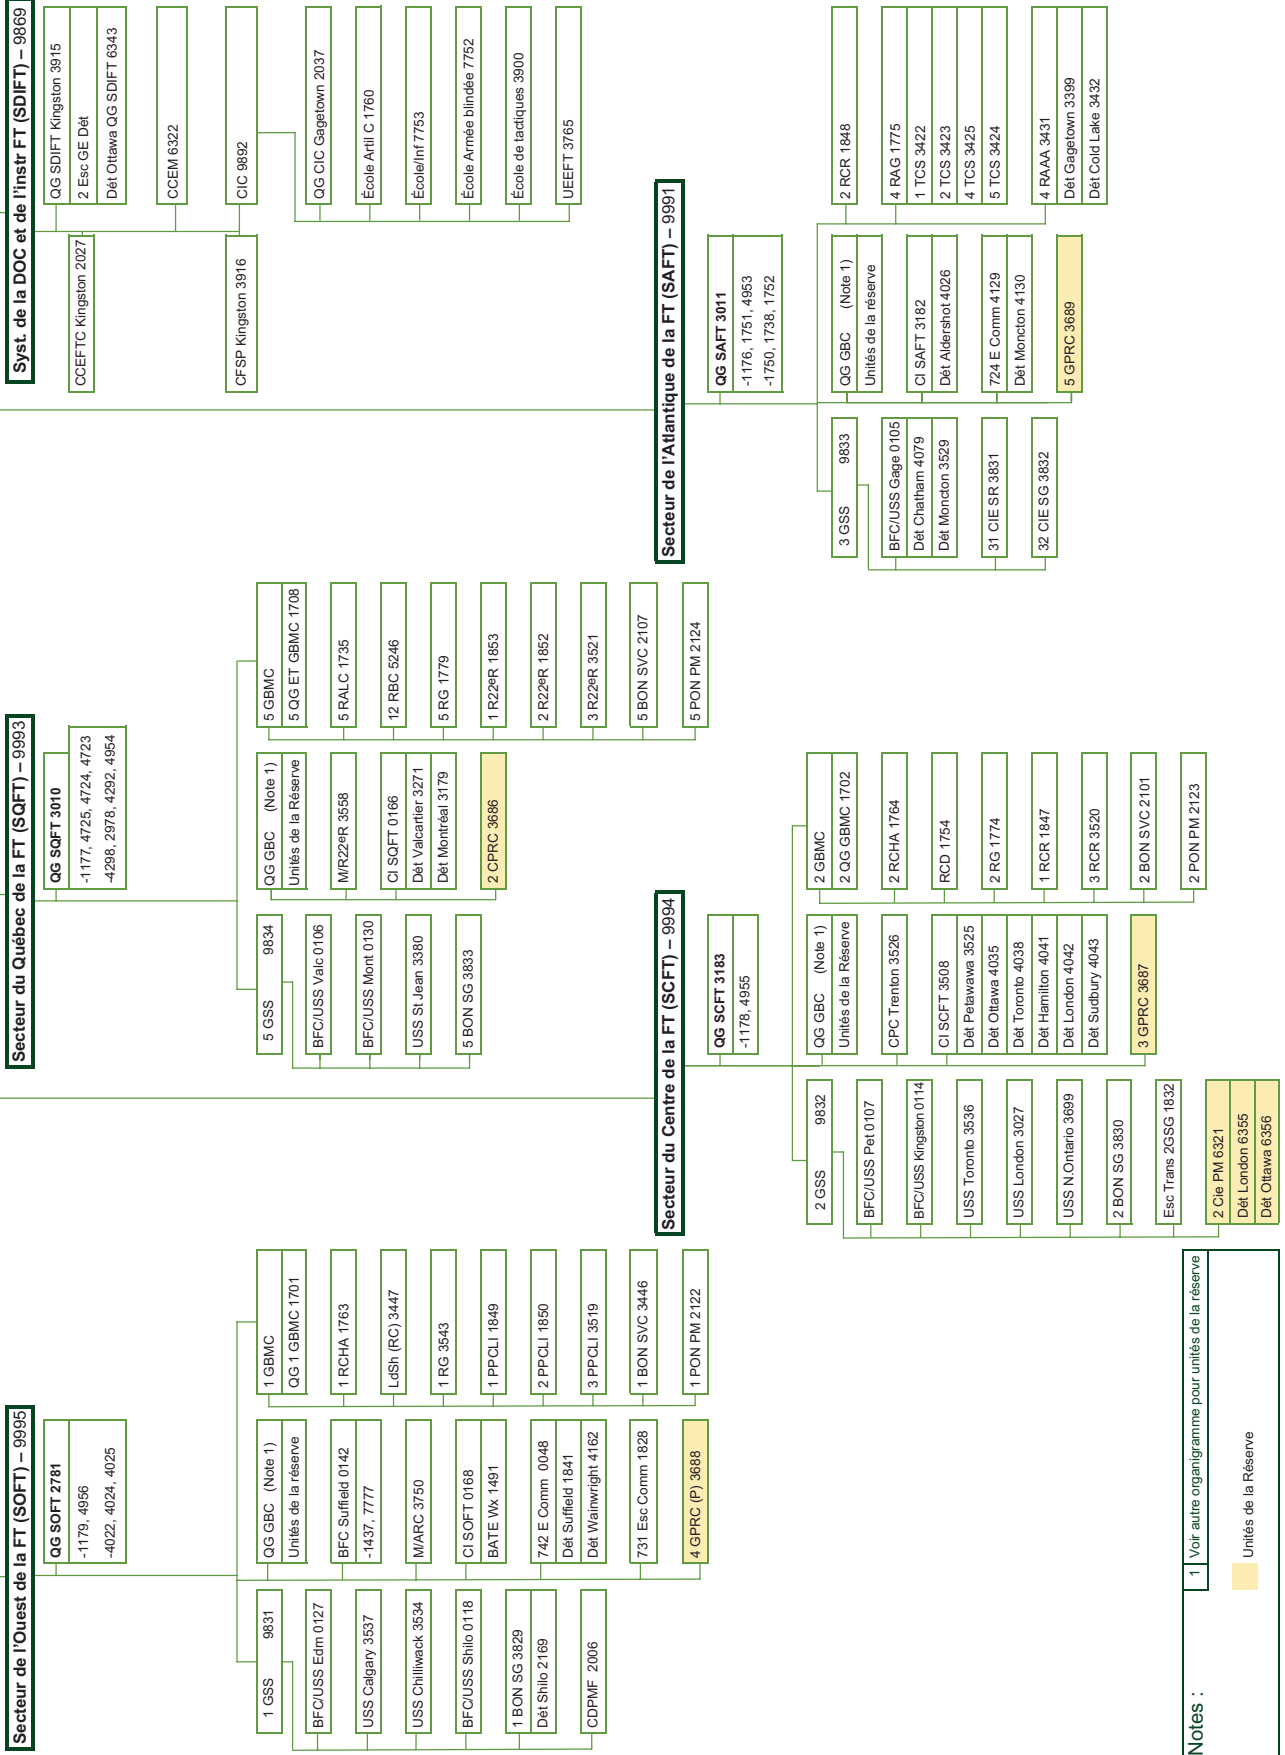 Secteur de l'Ouest de la FT (SOFT) – 9995
QG SOFT 2781
-1179, 4956
-4022, 4024, 4025
1 GSS 9831
BFC/USS Edm 0127
USS Calgary 3537
USS Chilliwack 3534
BFC/USS Shilo 0118
1 BON SG 3829
Dét Shilo 2169
CDPMF 2006
QG GBC (Note 1)
Unités de la réserve
BFC Suffield 0142
-1437, 7777
M/ARC 3750
CI SOFT 0168
BATE Wx 1491
742 E Comm 0048
Dét Suffield 1841
Dét Wainwright 4162
731 Esc Comm 1828
4 GPRC (P) 3688
1 GBMC
QG 1 GBMC 1701
1 RCHA 1763
LdSh (RC) 3447
1 RG 3543
1 PPCLI 1849
2 PPCLI 1850
3 PPCLI 3519
1 BON SVC 3446
1 PON PM 2122
Secteur du Québec de la FT (SQFT) – 9993
QG SQFT 3010
-1177, 4725, 4724, 4723
-4298, 2978, 4292, 4954
5 GSS 9834
BFC/USS Valc 0106
BFC/USS Mont 0130
USS St Jean 3380
5 BON SG 3833
QG GBC (Note 1)
Unités de la Réserve
M/R22eR 3558
CI SQFT 0166
Dét Valcartier 3271
Dét Montréal 3179
2 CPRC 3686
5 GBMC
5 QG ET GBMC 1708
5 RALC 1735
12 RBC 5246
5 RG 1779
1 R22eR 1853
2 R22eR 1852
3 R22eR 3521
5 BON SVC 2107
5 PON PM 2124
Syst. de la DOC et de l'instr FT (SDIFT) – 9869
QG SDIFT Kingston 3915
2 Esc GE Dét
Dét Ottawa QG SDIFT 6343
CCEFTC Kingston 2027
CCEM 6322
CFSP Kingston 3916
CIC 9892
QG CIC Gagetown 2037
École Artil C 1760
École/Inf 7753
École Armée blindée 7752
École de tactiques 3900
UEEFT 3765
Secteur du Centre de la FT (SCFT) – 9994
QG SCFT 3183
-1178, 4955
2 GSS 9832
BFC/USS Pet 0107
BFC/USS Kingston 0114
USS Toronto 3536
USS London 3027
USS N.Ontario 3699
2 BON SG 3830
Esc Trans 2GSG 1832
2 Cie PM 6321
Dét London 6355
Dét Ottawa 6356
QG GBC (Note 1)
Unités de la Réserve
CPC Trenton 3526
CI SCFT 3508
Dét Petawawa 3525
Dét Ottawa 4035
Dét Toronto 4038
Dét Hamilton 4041
Dét London 4042
Dét Sudbury 4043
3 GPRC 3687
2 GBMC
2 QG GBMC 1702
2 RCHA 1764
RCD 1754
2 RG 1774
1 RCR 1847
3 RCR 3520
2 BON SVC 2101
2 PON PM 2123
Secteur de l'Atlantique de la FT (SAFT) – 9991
QG SAFT 3011
-1176, 1751, 4953
-1750, 1738, 1752
3 GSS 9833
BFC/USS Gage 0105
Dét Chatham 4079
Dét Moncton 3529
31 CIE SR 3831
32 CIE SG 3832
QG GBC (Note 1)
Unités de la réserve
CI SAFT 3182
Dét Aldershot 4026
724 E Comm 4129
Dét Moncton 4130
5 GPRC 3689
2 RCR 1848
4 RAG 1775
1 TCS 3422
2 TCS 3423
4 TCS 3425
5 TCS 3424
4 RAAA 3431
Dét Gagetown 3399
Dét Cold Lake 3432
Notes :
1 Voir autre organigramme pour unités de la réserve
Unités de la Réserve